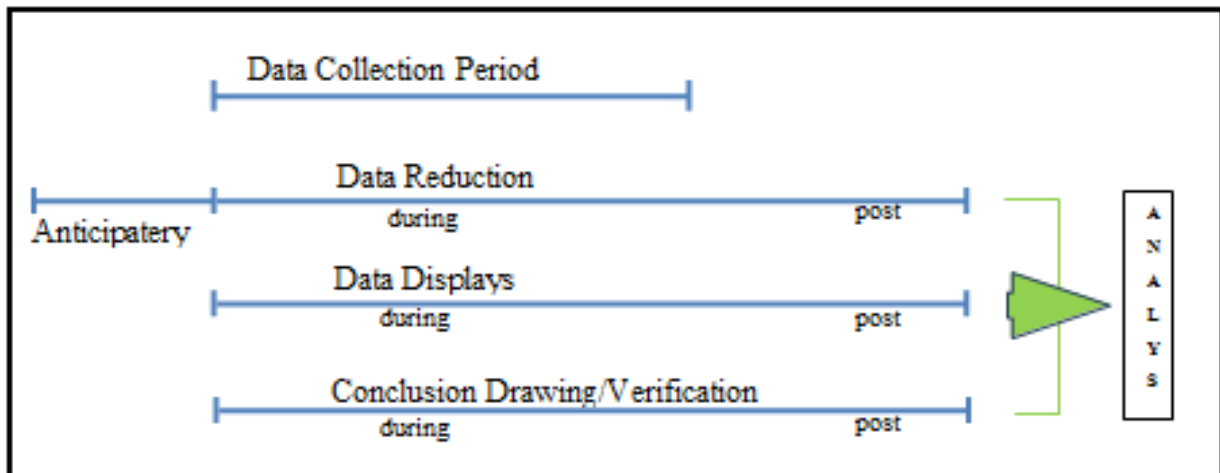 Data Collection Period
Data Reduction
during
post
Anticipatery
Data Displays
during
post
Conclusion Drawing/Verification
during
post
A
N
A
L
Y
S